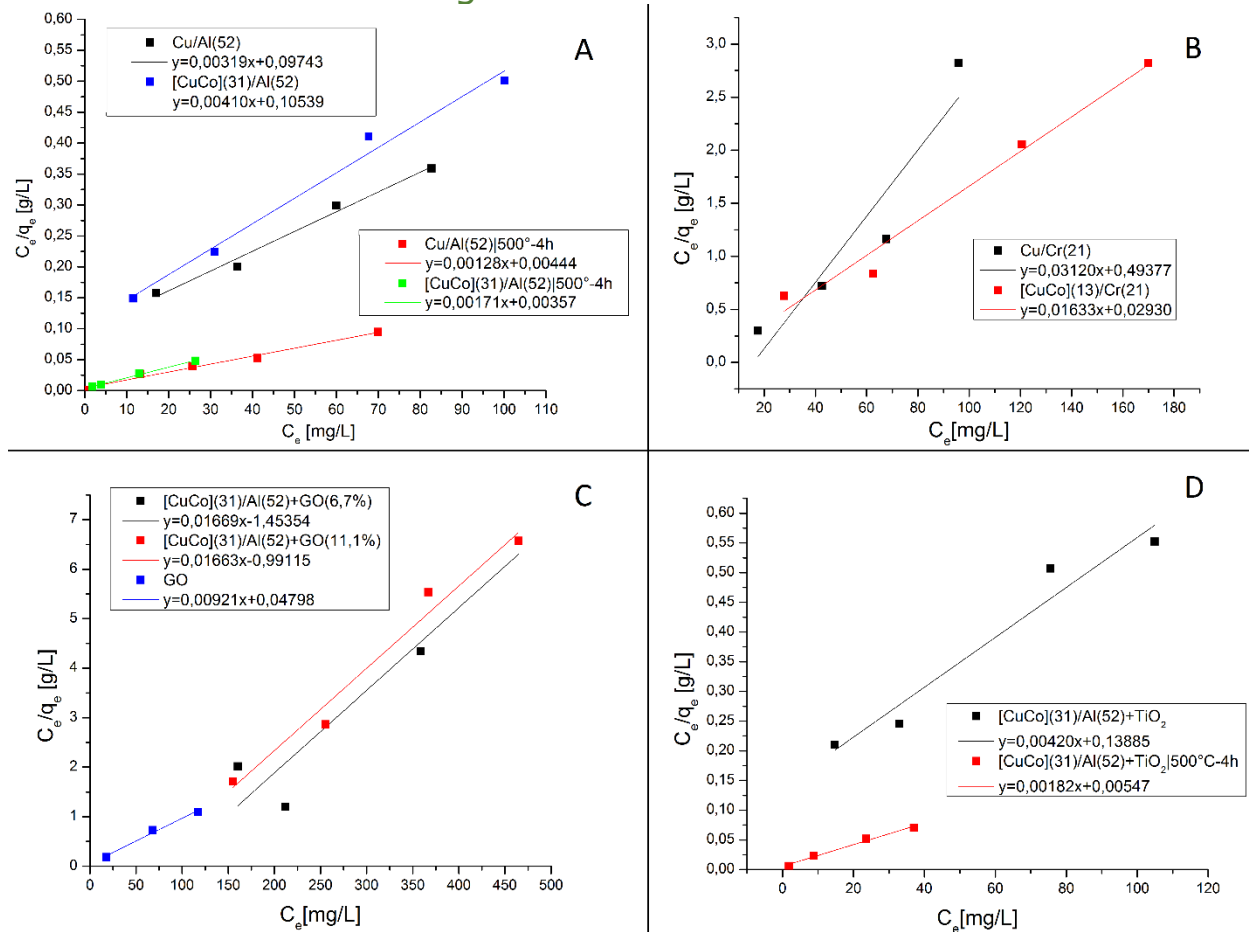 A
Cu/Al(52)
y=0,00319x+0,09743
[CuCo](31)/Al(52)
y=0,00410x+0,10539
Cu/Al(52)|500°-4h
y=0,00128x+0,00444
[CuCo](31)/Al(52)|500°-4h
y=0,00171x+0,00357
0,60
0,55
0,50
0,45
0,40
0,35
0,30
0,25
0,20
0,15
0,10
0,05
0,00
Ce/qe [g/L]
0 10 20 30 40 50 60 70 80 90 100 110
Ce [mg/L]
B
Cu/Cr(21)
y=0,03120x+0,49377
[CuCo](13)/Cr(21)
y=0,01633x+0,02930
3,0
2,5
2,0
1,5
1,0
0,5
0,0
Ce/qe [g/L]
20 40 60 80 100 120 140 160 180
Ce[mg/L]
C
[CuCo](31)/Al(52)+GO(6,7%)
y=0,01669x-1,45354
[CuCo](31)/Al(52)+GO(11,1%)
y=0,01663x-0,99115
GO
y=0,00921x+0,04798
7
6
5
4
3
2
1
0
Ce/qe [g/L]
0 50 100 150 200 250 300 350 400 450 500
Ce[mg/L]
D
[CuCo](31)/Al(52)+TiO2
y=0,00420x+0,13885
[CuCo](31)/Al(52)+TiO2|500°C-4h
y=0,00182x+0,00547
0,60
0,55
0,50
0,45
0,40
0,35
0,30
0,25
0,20
0,15
0,10
0,05
0,00
Ce/qe [g/L]
0 20 40 60 80 100 120
Ce[mg/L]